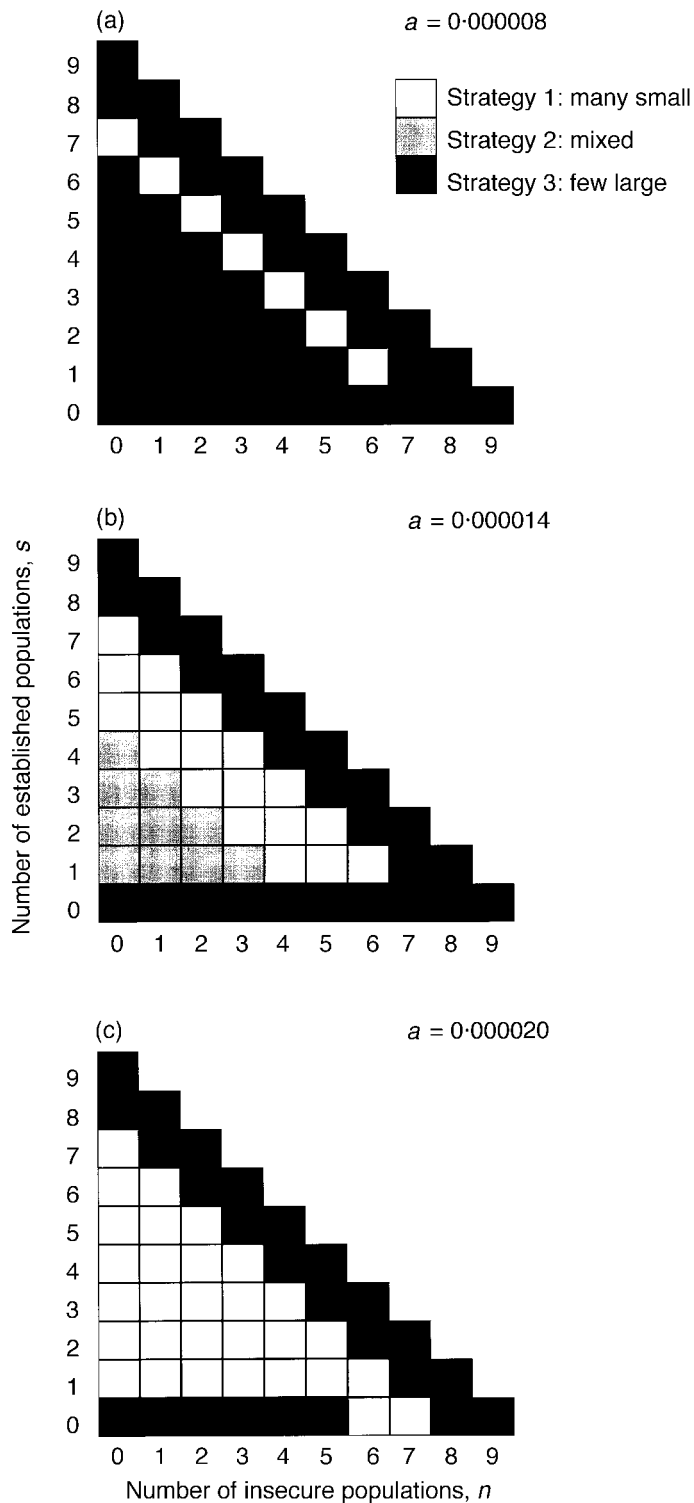 (a) a = 0·000008
Strategy 1: many small
Strategy 2: mixed
Strategy 3: few large
9
8
7
6
5
4
3
2
1
0
0 1 2 3 4 5 6 7 8 9
(b) a = 0·000014
Number of established populations, s
9
8
7
6
5
4
3
2
1
0
0 1 2 3 4 5 6 7 8 9
(c) a = 0·000020
9
8
7
6
5
4
3
2
1
0
0 1 2 3 4 5 6 7 8 9
Number of insecure populations, n